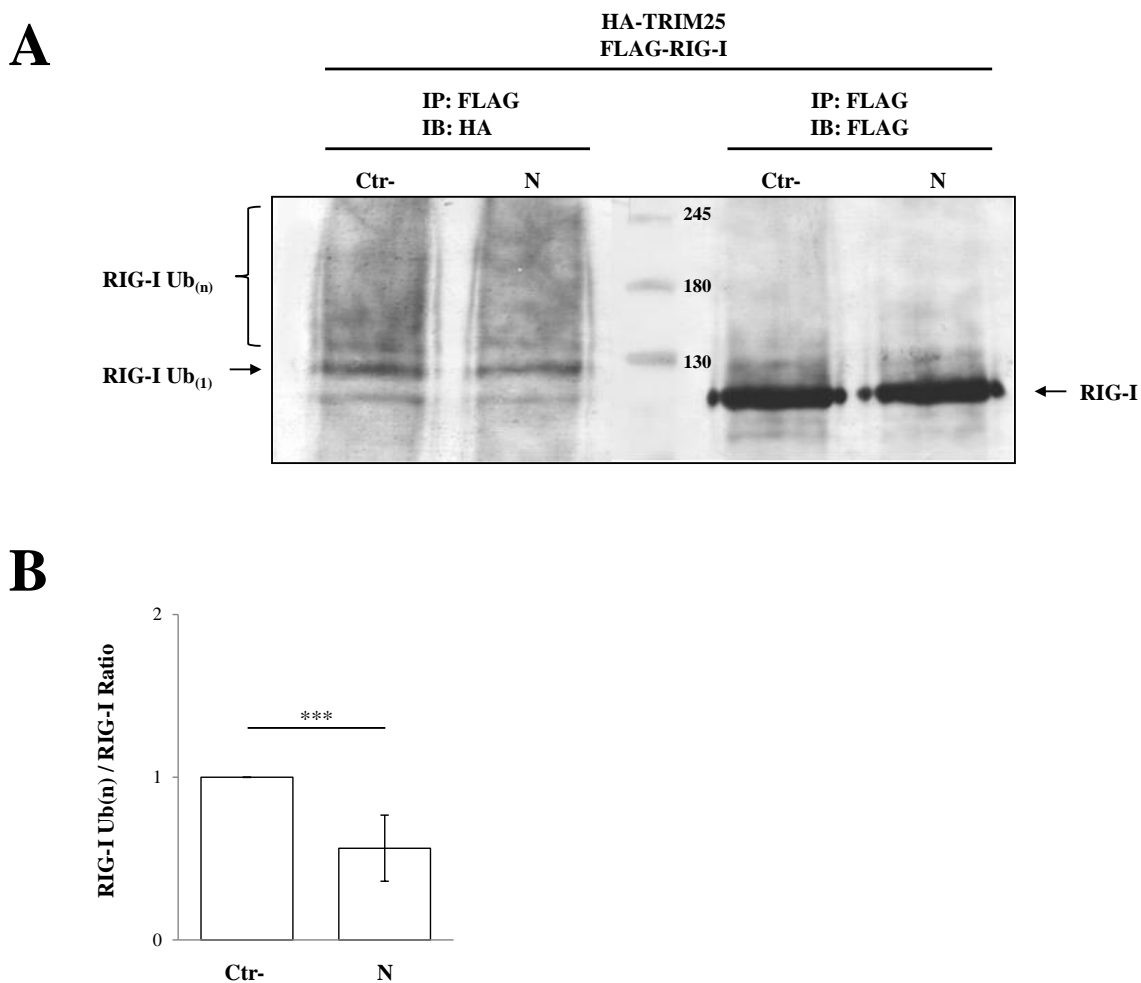 A
HA-TRIM25
FLAG-RIG-I
IP: FLAG
IB: HA
IP: FLAG
IB: FLAG
Ctr-
N
Ctr-
N
245
RIG-I Ub(n)
180
130
RIG-I Ub(1)
RIG-I
B
RIG-I Ub(n) / RIG-I Ratio
2
***
1
0
Ctr-
N